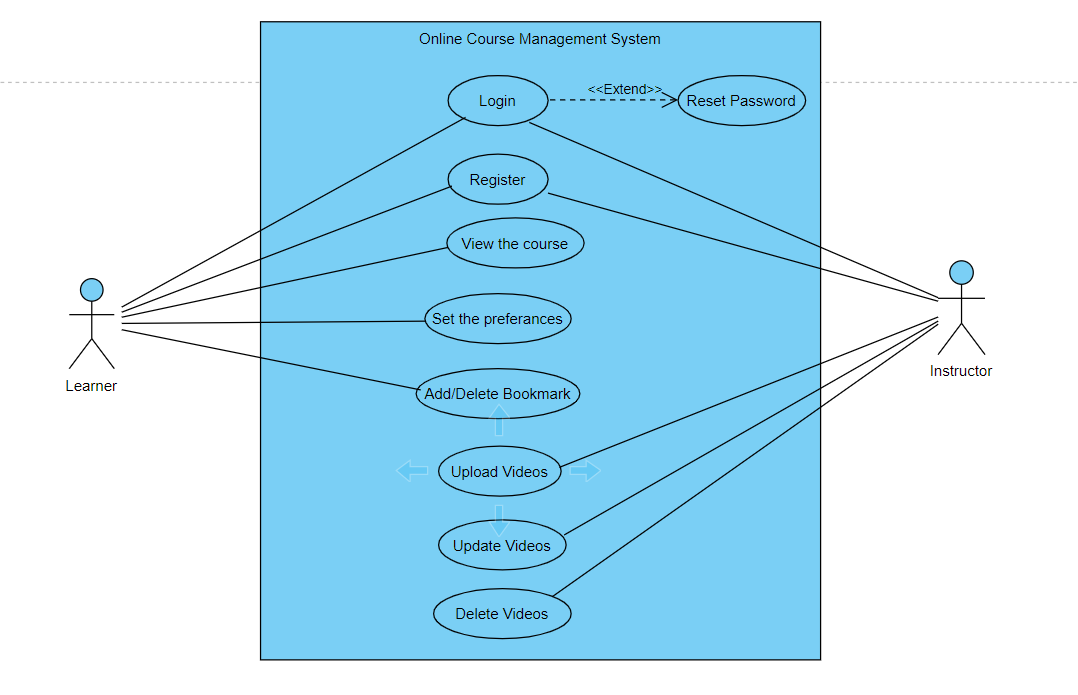 Online Course Management System
Login
<<Extend>>
Reset Password
Register
View the course
Set the preferances
Add/Delete Bookmark
Upload Videos
Update Videos
Delete Videos
Learner
Instructor